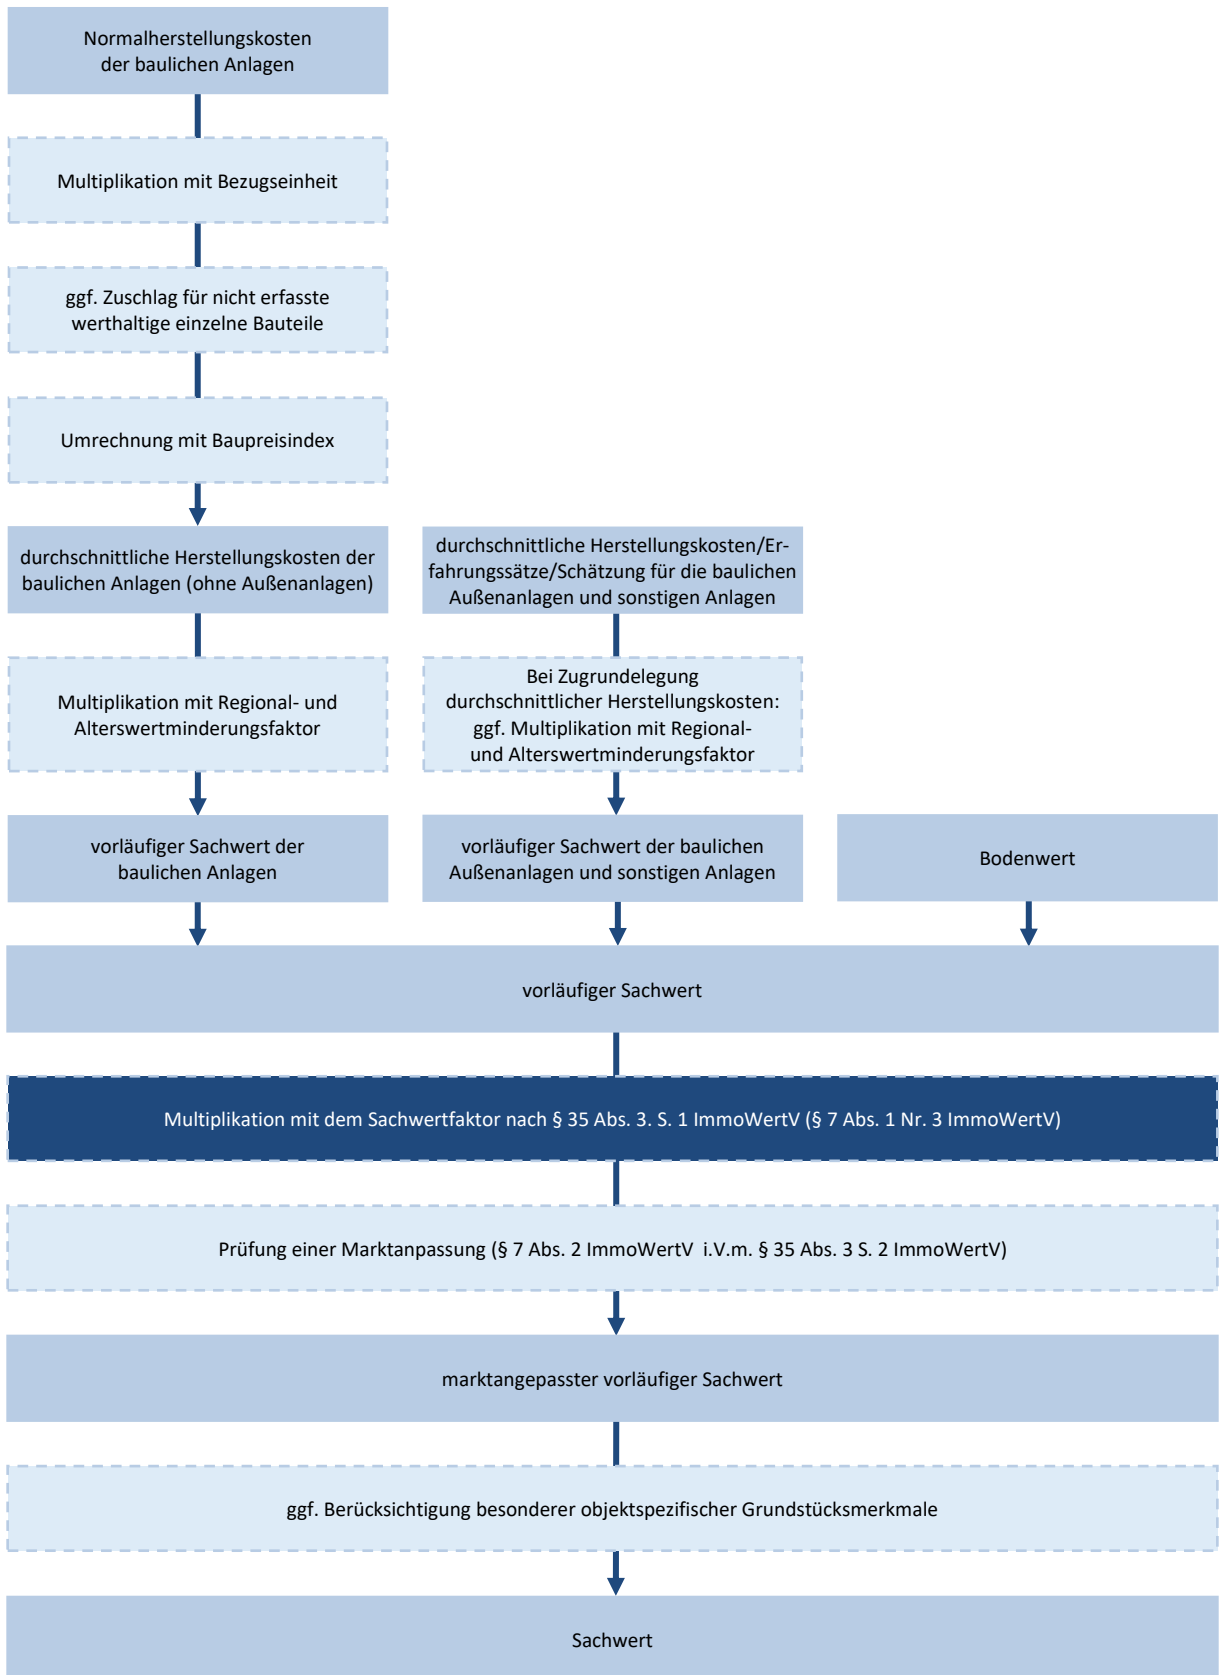 Normalherstellungskosten
der baulichen Anlagen
Multiplikation mit Bezugseinheit
ggf. Zuschlag für nicht erfasste
werthaltige einzelne Bauteile
Umrechnung mit Baupreisindex
durchschnittliche Herstellungskosten der
baulichen Anlagen (ohne Außenanlagen)
durchschnittliche Herstellungskosten/Er-
fahrungssätze/Schätzung für die baulichen
Außenanlagen und sonstigen Anlagen
Multiplikation mit Regional- und
Alterswertminderungsfaktor
Bei Zugrundelegung
durchschnittlicher Herstellungskosten:
ggf. Multiplikation mit Regional-
und Alterswertminderungsfaktor
vorläufiger Sachwert der
baulichen Anlagen
vorläufiger Sachwert der baulichen
Außenanlagen und sonstigen Anlagen
Bodenwert
vorläufiger Sachwert
Multiplikation mit dem Sachwertfaktor nach § 35 Abs. 3. S. 1 ImmoWertV (§ 7 Abs. 1 Nr. 3 ImmoWertV)
Prüfung einer Marktanpassung (§ 7 Abs. 2 ImmoWertV i.V.m. § 35 Abs. 3 S. 2 ImmoWertV)
marktangepasster vorläufiger Sachwert
ggf. Berücksichtigung besonderer objektspezifischer Grundstücksmerkmale
Sachwert